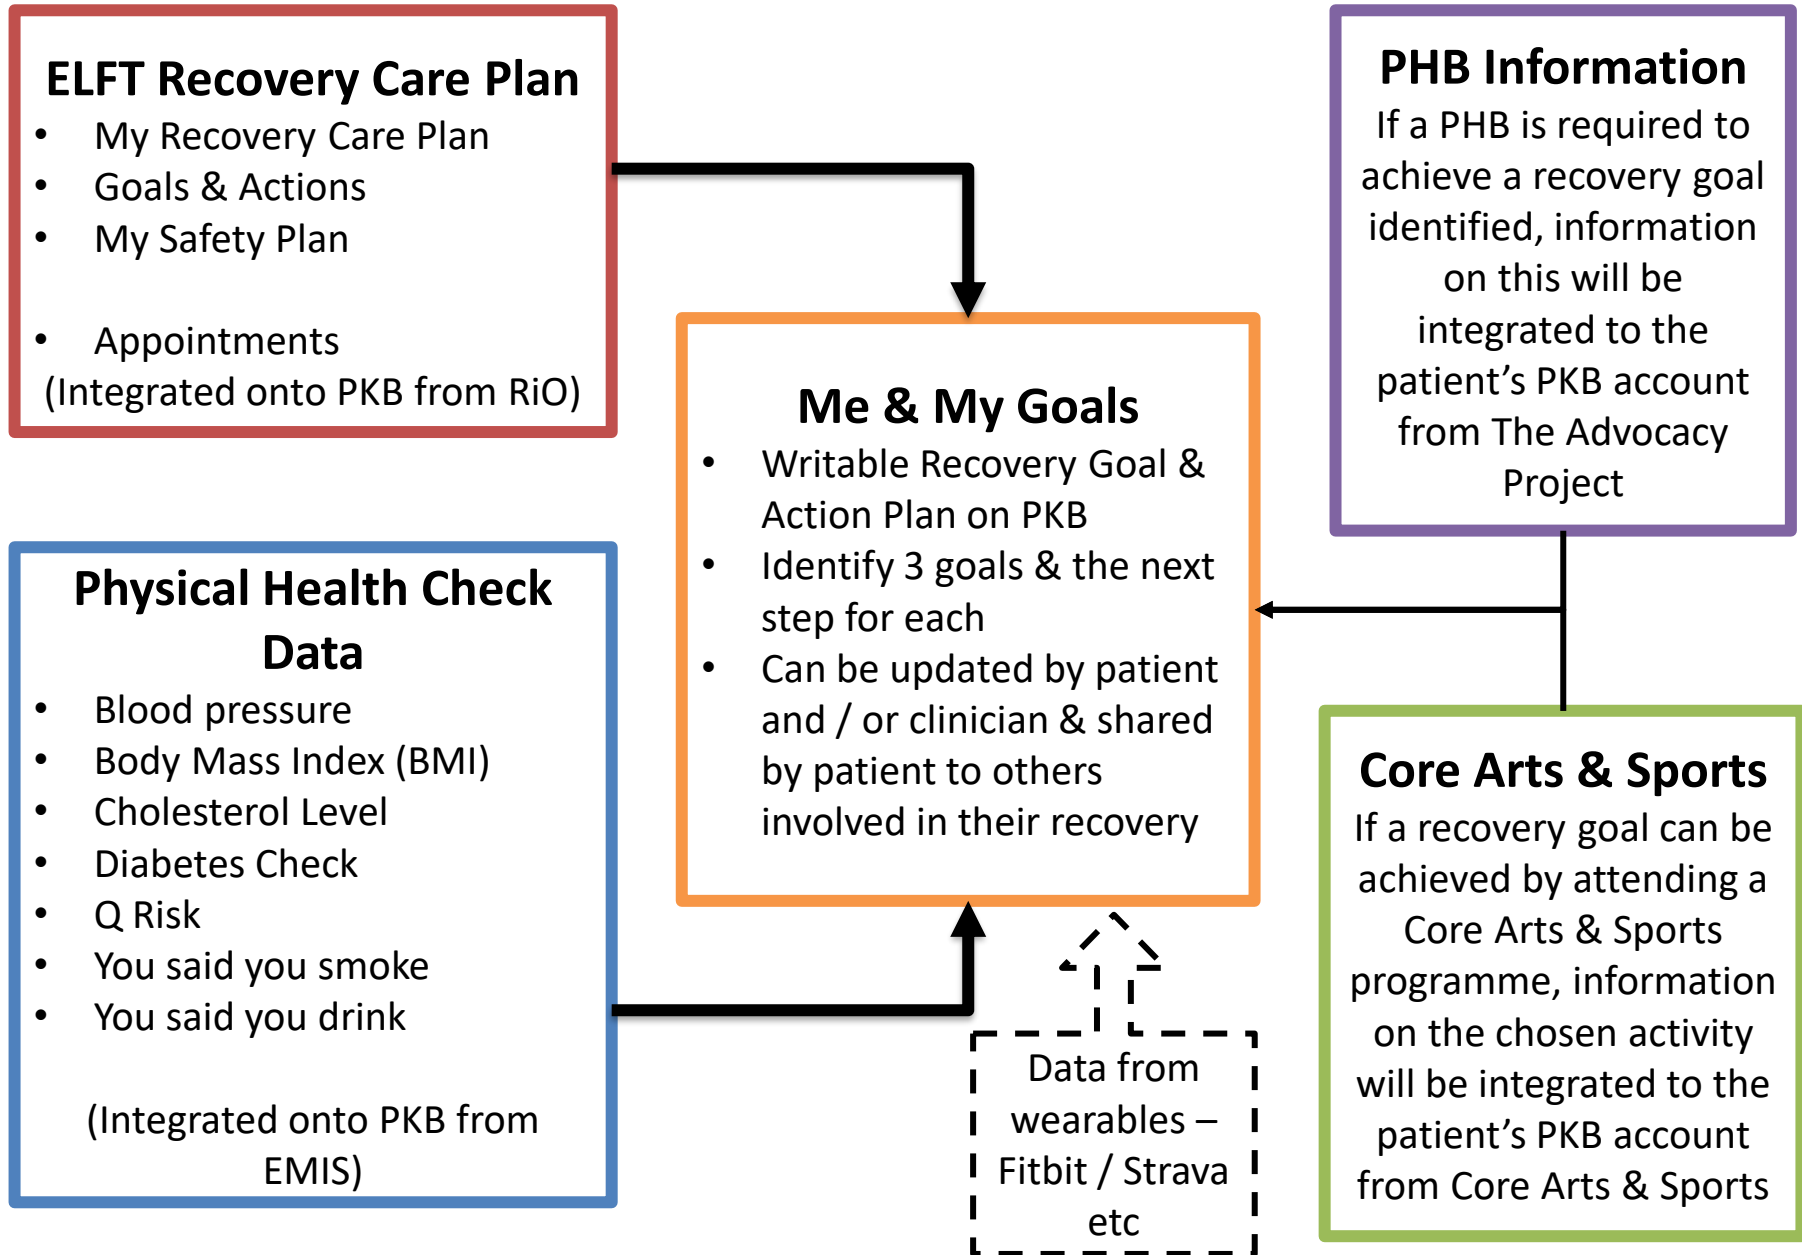 ELFT Recovery Care Plan
• My Recovery Care Plan
• Goals & Actions
• My Safety Plan
• Appointments
(Integrated onto PKB from RiO)
Physical Health Check
Data
• Blood pressure
• Body Mass Index (BMI)
• Cholesterol Level
• Diabetes Check
• Q Risk
• You said you smoke
• You said you drink
(Integrated onto PKB from
EMIS)
Me & My Goals
• Writable Recovery Goal &
Action Plan on PKB
• Identify 3 goals & the next
step for each
• Can be updated by patient
and / or clinician & shared
by patient to others
involved in their recovery
Data from
wearables –
Fitbit / Strava
etc
PHB Information
If a PHB is required to
achieve a recovery goal
identified, information
on this will be
integrated to the
patient’s PKB account
from The Advocacy
Project
Core Arts & Sports
If a recovery goal can be
achieved by attending a
Core Arts & Sports
programme, information
on the chosen activity
will be integrated to the
patient’s PKB account
from Core Arts & Sports